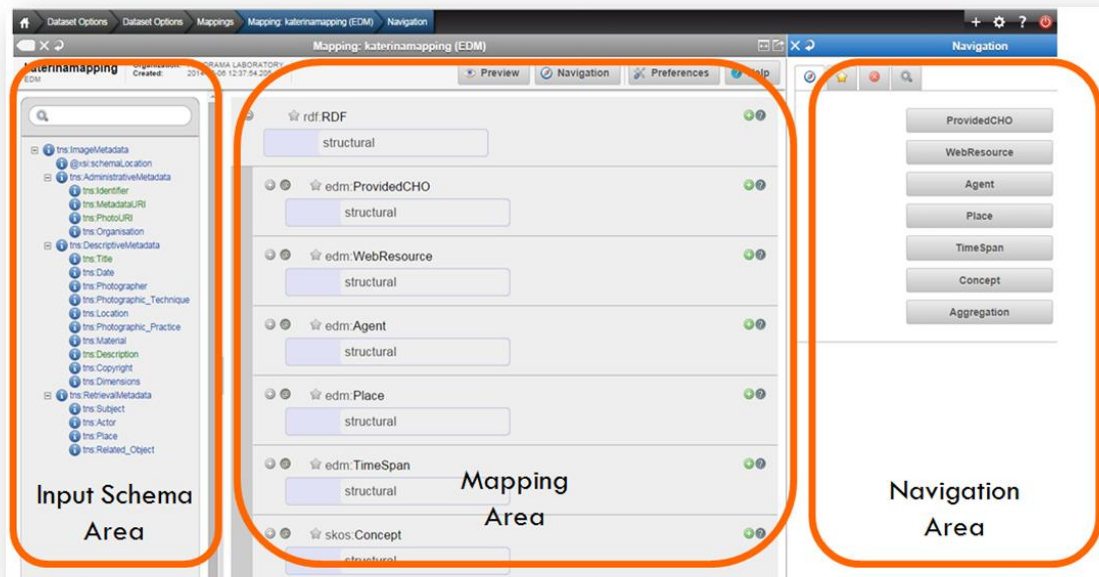 Dataset Options Dataset Options Mappings Mapping: katerinamapping (EDM) Navigation
Mapping: katerinamapping (EDM)
Navigation
katerinamapping
EDM
Created:
Preview Navigation Preferences Help
tns:ImageMetadata
@xsi:schemaLocation
tns:AdministrativeMetadata
tns:Identifier
tns:MetadataURI
tns:PhotoURI
tns:Organisation
tns:DescriptiveMetadata
tns:Title
tns:Date
tns:Photographer
tns:Photographic_Technique
tns:Location
tns:Photographic_Practice
tns:Material
tns:Description
tns:Copyright
tns:Dimensions
tns:RetrievalMetadata
tns:Subject
tns:Actor
tns:Place
tns:Related_Object
Input Schema
Area
rdf:RDF
structural
edm:ProvidedCHO
structural
edm:WebResource
structural
edm:Agent
structural
edm:Place
structural
edm:TimeSpan
structural
skos:Concept
structural
Mapping
Area
ProvidedCHO
WebResource
Agent
Place
TimeSpan
Concept
Aggregation
Navigation
Area